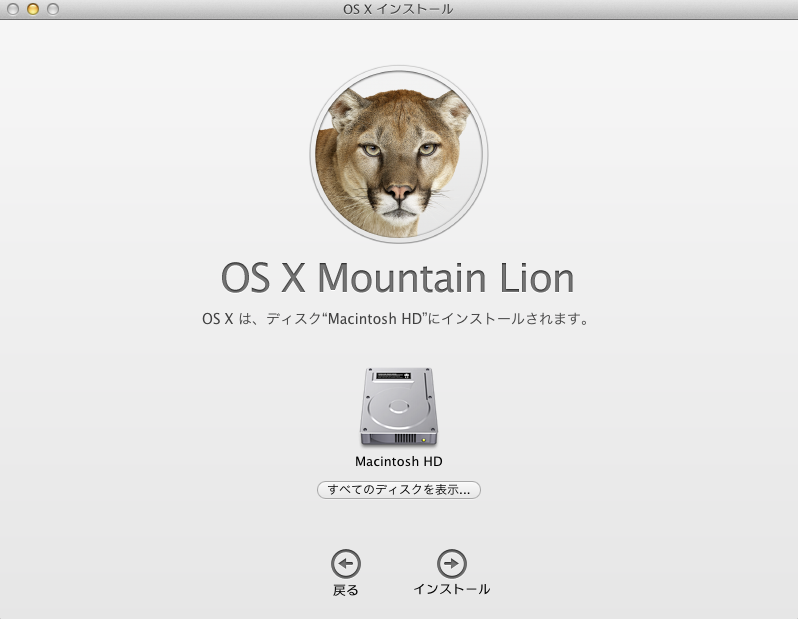 OS X インストール
OS X Mountain Lion
OS X は、ディスク“Macintosh HD”にインストールされます。
Macintosh HD
すべてのディスクを表示...
戻る
インストール